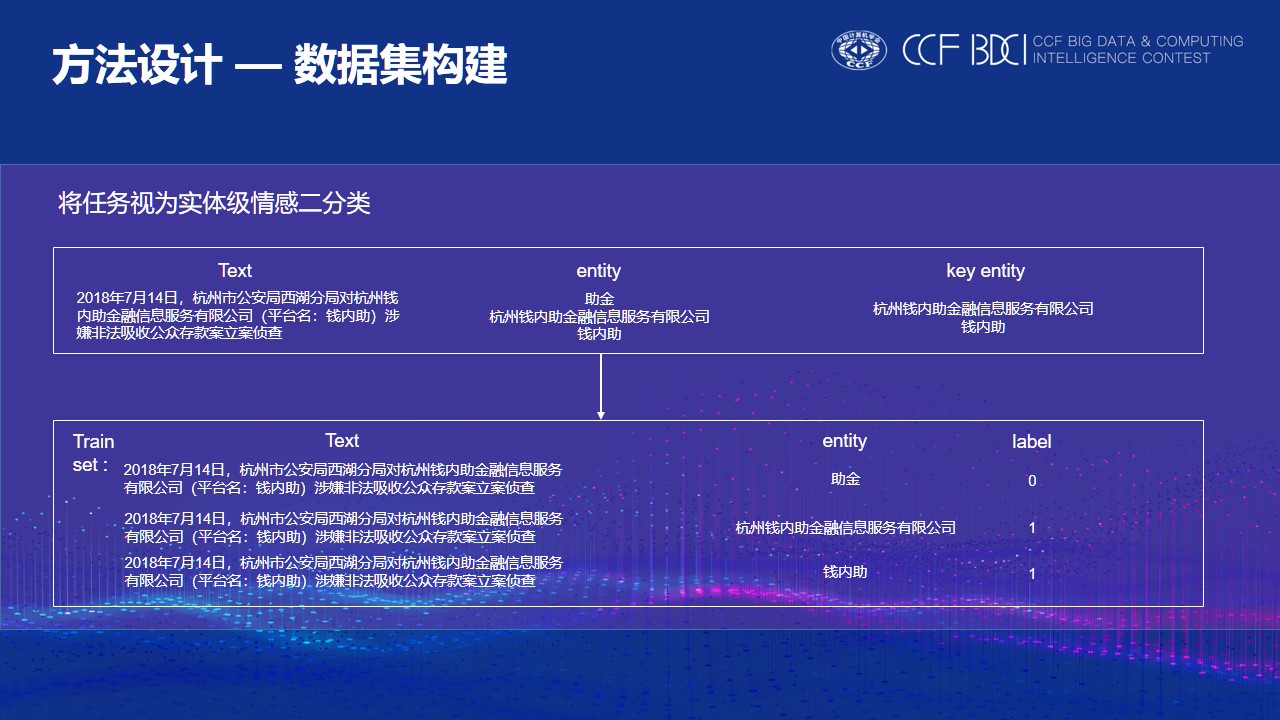 方法设计 — 数据集构建
中国计算机学会
CCF
CCF BDCI
CCF BIG DATA & COMPUTING
INTELLIGENCE CONTEST
将任务视为实体级情感二分类
Text
entity
key entity
2018年7月14日，杭州市公安局西湖分局对杭州钱
内助金融信息服务有限公司（平台名：钱内助）涉
嫌非法吸收公众存款案立案侦查
助金
杭州钱内助金融信息服务有限公司
钱内助
杭州钱内助金融信息服务有限公司
钱内助
Train
set :
Text
entity
label
2018年7月14日，杭州市公安局西湖分局对杭州钱内助金融信息服务
有限公司（平台名：钱内助）涉嫌非法吸收公众存款案立案侦查
助金
0
2018年7月14日，杭州市公安局西湖分局对杭州钱内助金融信息服务
有限公司（平台名：钱内助）涉嫌非法吸收公众存款案立案侦查
杭州钱内助金融信息服务有限公司
1
2018年7月14日，杭州市公安局西湖分局对杭州钱内助金融信息服务
有限公司（平台名：钱内助）涉嫌非法吸收公众存款案立案侦查
钱内助
1